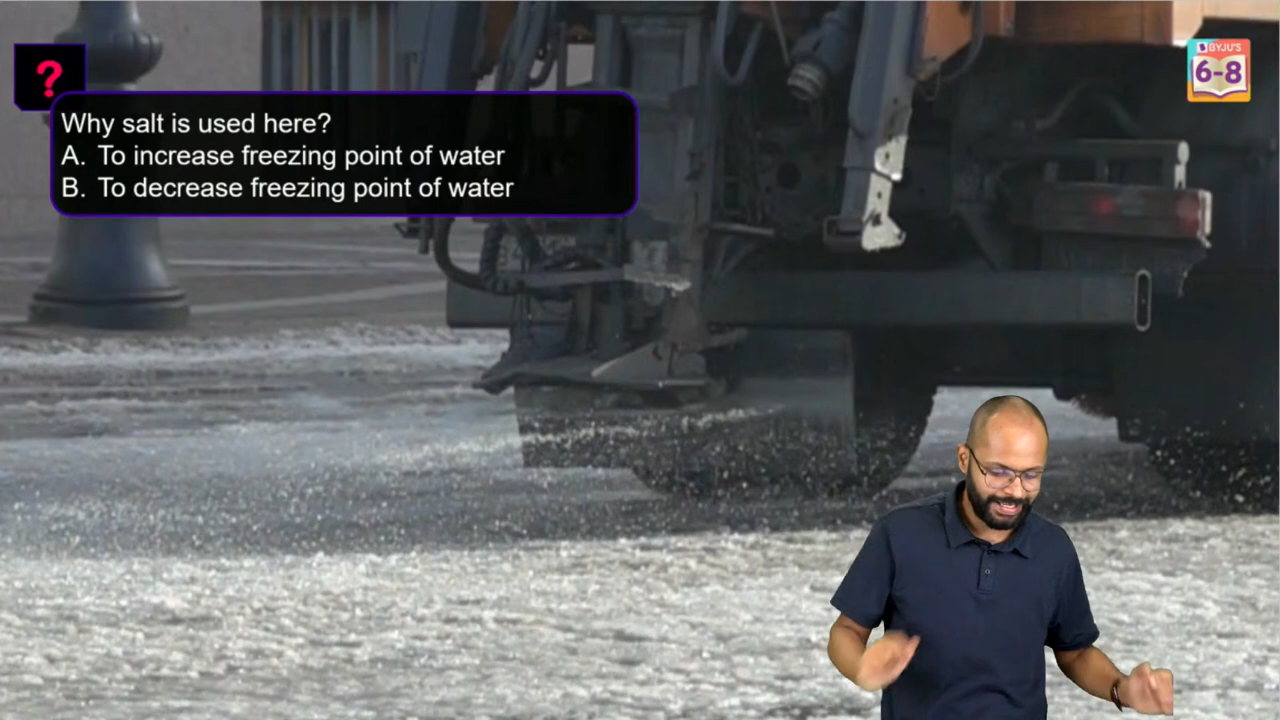 ?
BYJU'S
6-8
Why salt is used here?
A. To increase freezing point of water
B. To decrease freezing point of water